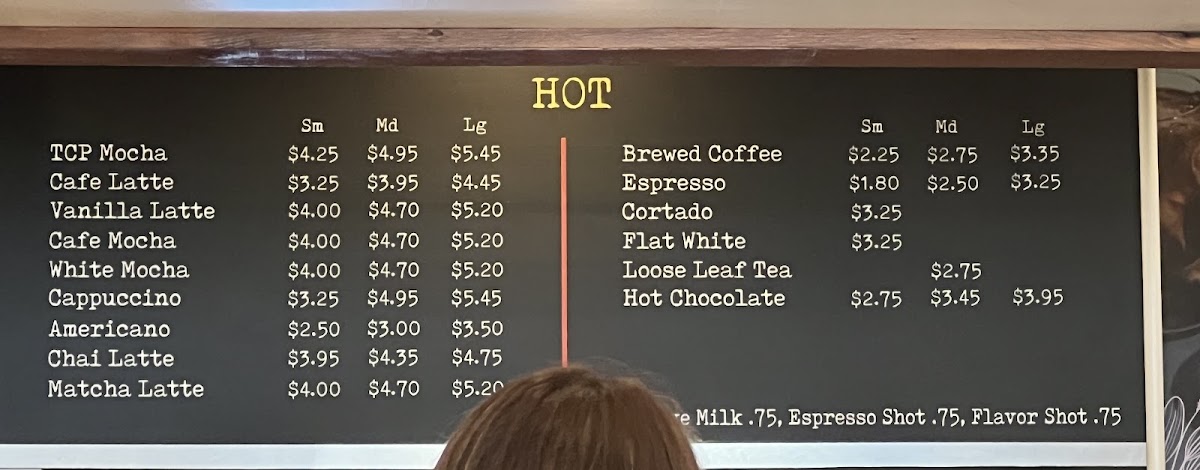 HOT
Sm Md Lg
TCP Mocha $4.25 $4.95 $5.45
Cafe Latte $3.25 $3.95 $4.45
Vanilla Latte $4.00 $4.70 $5.20
Cafe Mocha $4.00 $4.70 $5.20
White Mocha $4.00 $4.70 $5.20
Cappuccino $3.25 $4.95 $5.45
Americano $2.50 $3.00 $3.50
Chai Latte $3.95 $4.35 $4.75
Matcha Latte $4.00 $4.70 $5.20
Sm Md Lg
Brewed Coffee $2.25 $2.75 $3.35
Espresso $1.80 $2.50 $3.25
Cortado $3.25
Flat White $3.25
Loose Leaf Tea $2.75
Hot Chocolate $2.75 $3.45 $3.95
Milk .75, Espresso Shot .75, Flavor Shot .75